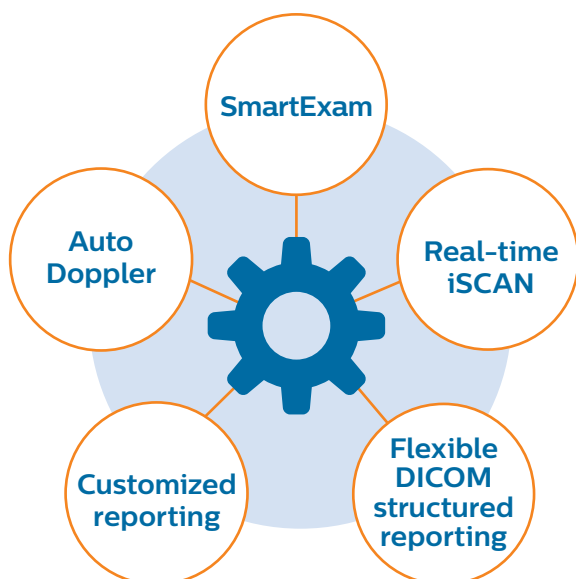 SmartExam
Auto
Doppler
Real-time
iSCAN
Customized
reporting
Flexible
DICOM
structured
reporting